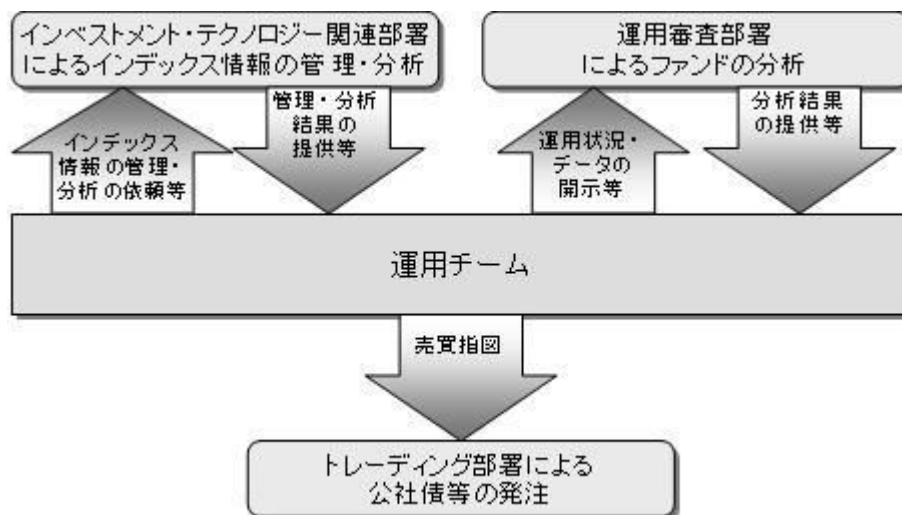 インベストメント・テクノロジー関連部署
によるインデックス情報の管理・分析
運用審査部署
によるファンドの分析
インデックス
情報の管理・
分析の依頼等
管理・分析
結果の
提供等
運用状況・
データの
開示等
分析結果
の提供等
運用チーム
売買指図
トレーディング部署による
公社債等の発注